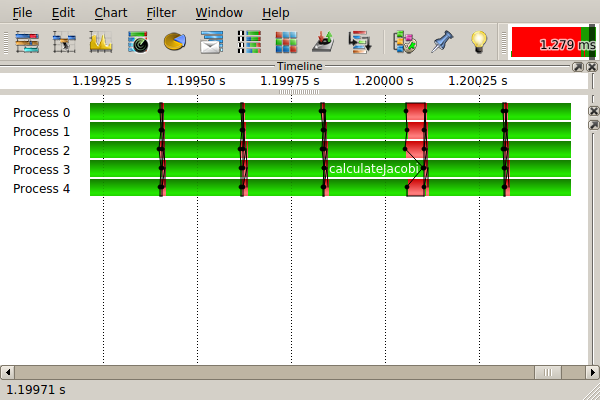 File Edit Chart Filter Window Help
1.279 ms
Timeline
1.19925 s 1.19950 s 1.19975 s 1.20000 s 1.20025 s
Process 0
Process 1
Process 2
Process 3 calculateJacobi
Process 4
1.19971 s